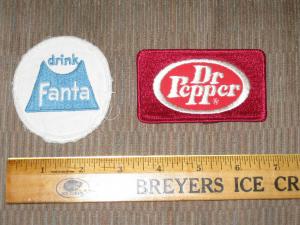 drink
Fanta
Dr
Pepper
1 2 3 4 5 6 7
BREYERS ICE CR